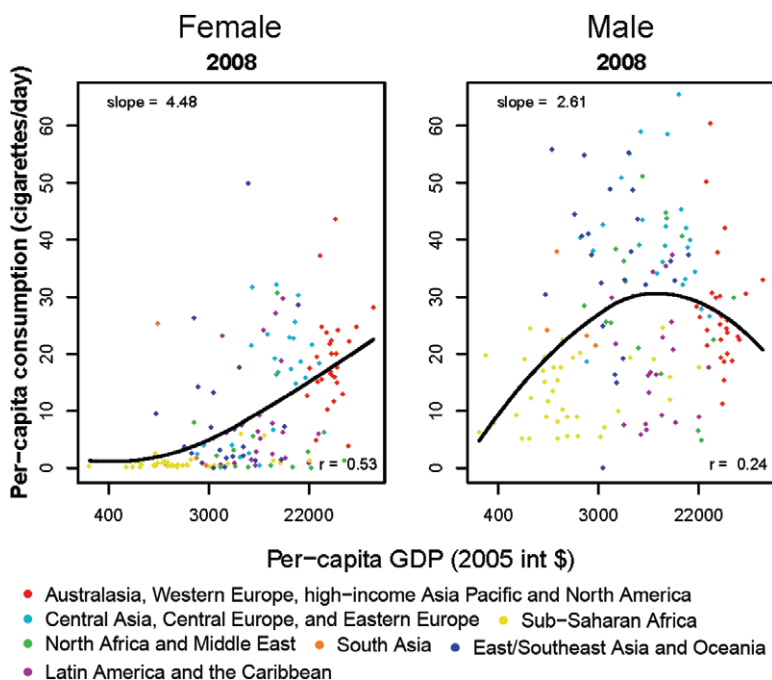 Female
Male
2008
2008
Per-capita consumption (cigarettes/day)
slope = 4.48
slope = 2.61
60
50
40
30
20
10
0
60
50
40
30
20
10
0
r = 0.53
r = 0.24
400 3000 22000
400 3000 22000
Per-capita GDP (2005 int $)
Australasia, Western Europe, high-income Asia Pacific and North America
Central Asia, Central Europe, and Eastern Europe Sub-Saharan Africa
North Africa and Middle East South Asia East/Southeast Asia and Oceania
Latin America and the Caribbean